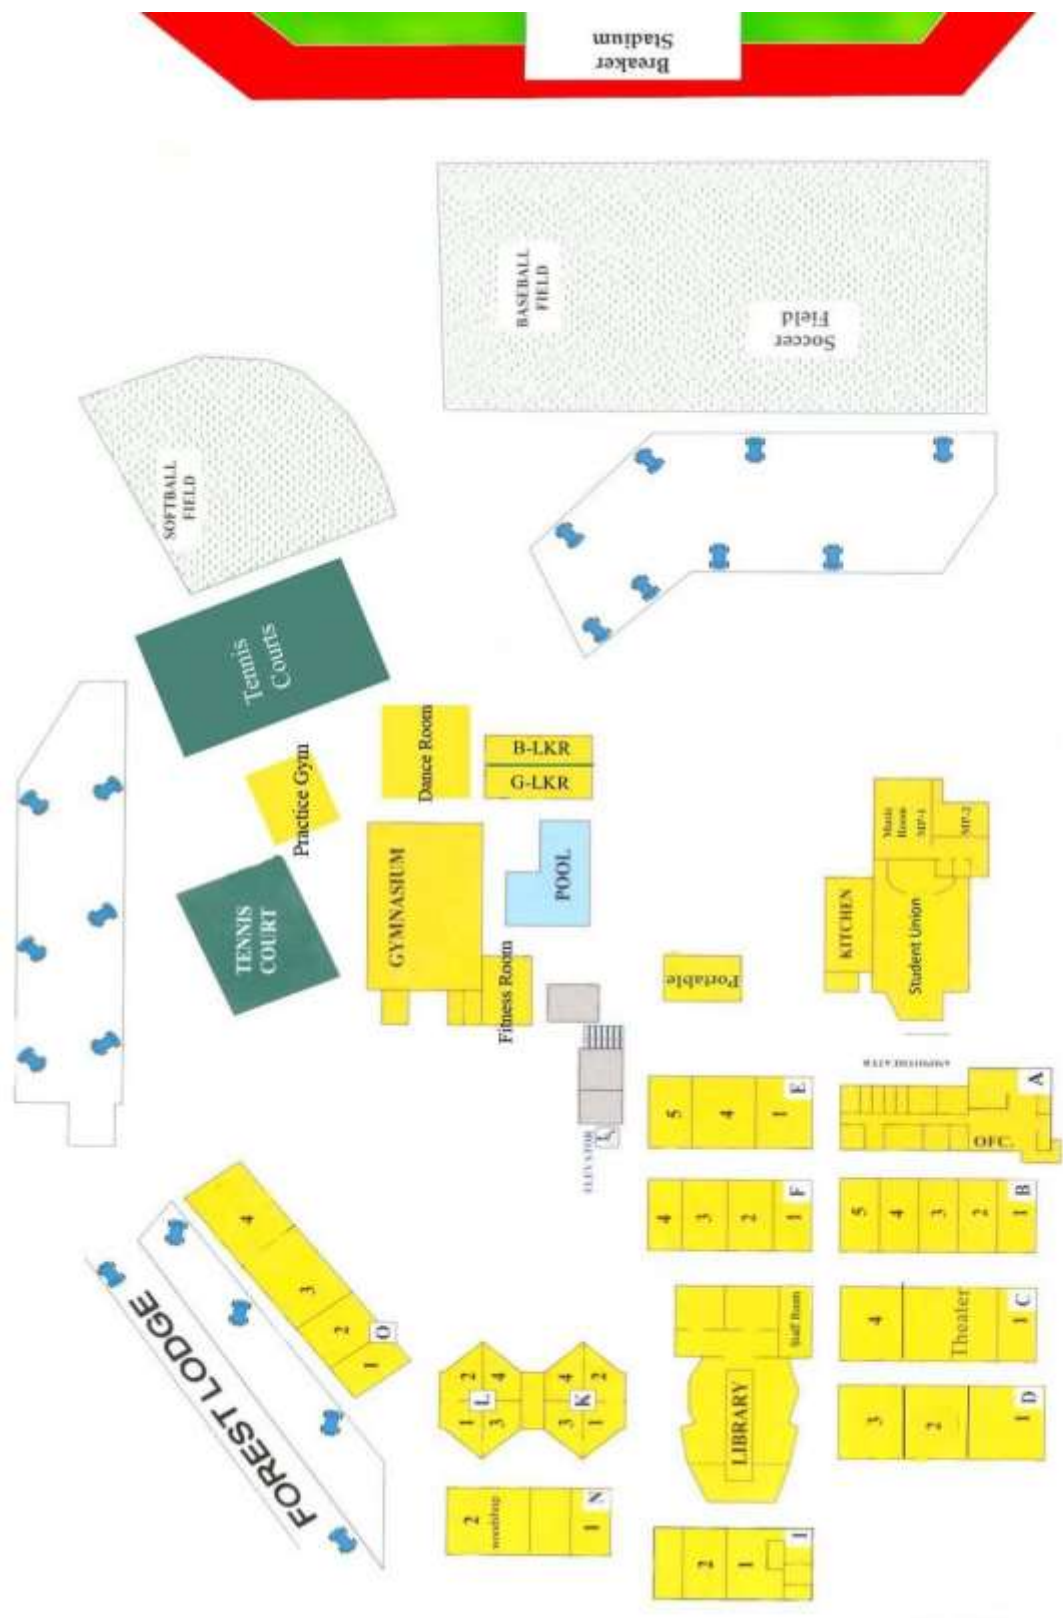 Breaker
Stadium
BASEBALL
FIELD
Soccer
Field
SOFTBALL
FIELD
Tennis
Courts
Practice Gym
Dance Room
B-LKR
G-LKR
Music
Room
MP-1
MP-2
GYMNASIUM
POOL
TENNIS
COURT
KITCHEN
Student Union
Fitness Room
Portable
AMPHITHEATER
A
OFC.
E
5
4
1
ELEVATOR
F
4
3
2
1
B
5
4
3
2
1
O
4
3
2
1
FOREST LODGE
Staff Room
LIBRARY
C
4
Theater
1
D
3
2
1
L
2
4
1
3
K
4
2
3
1
N
2
woodshop
1
I
2
1